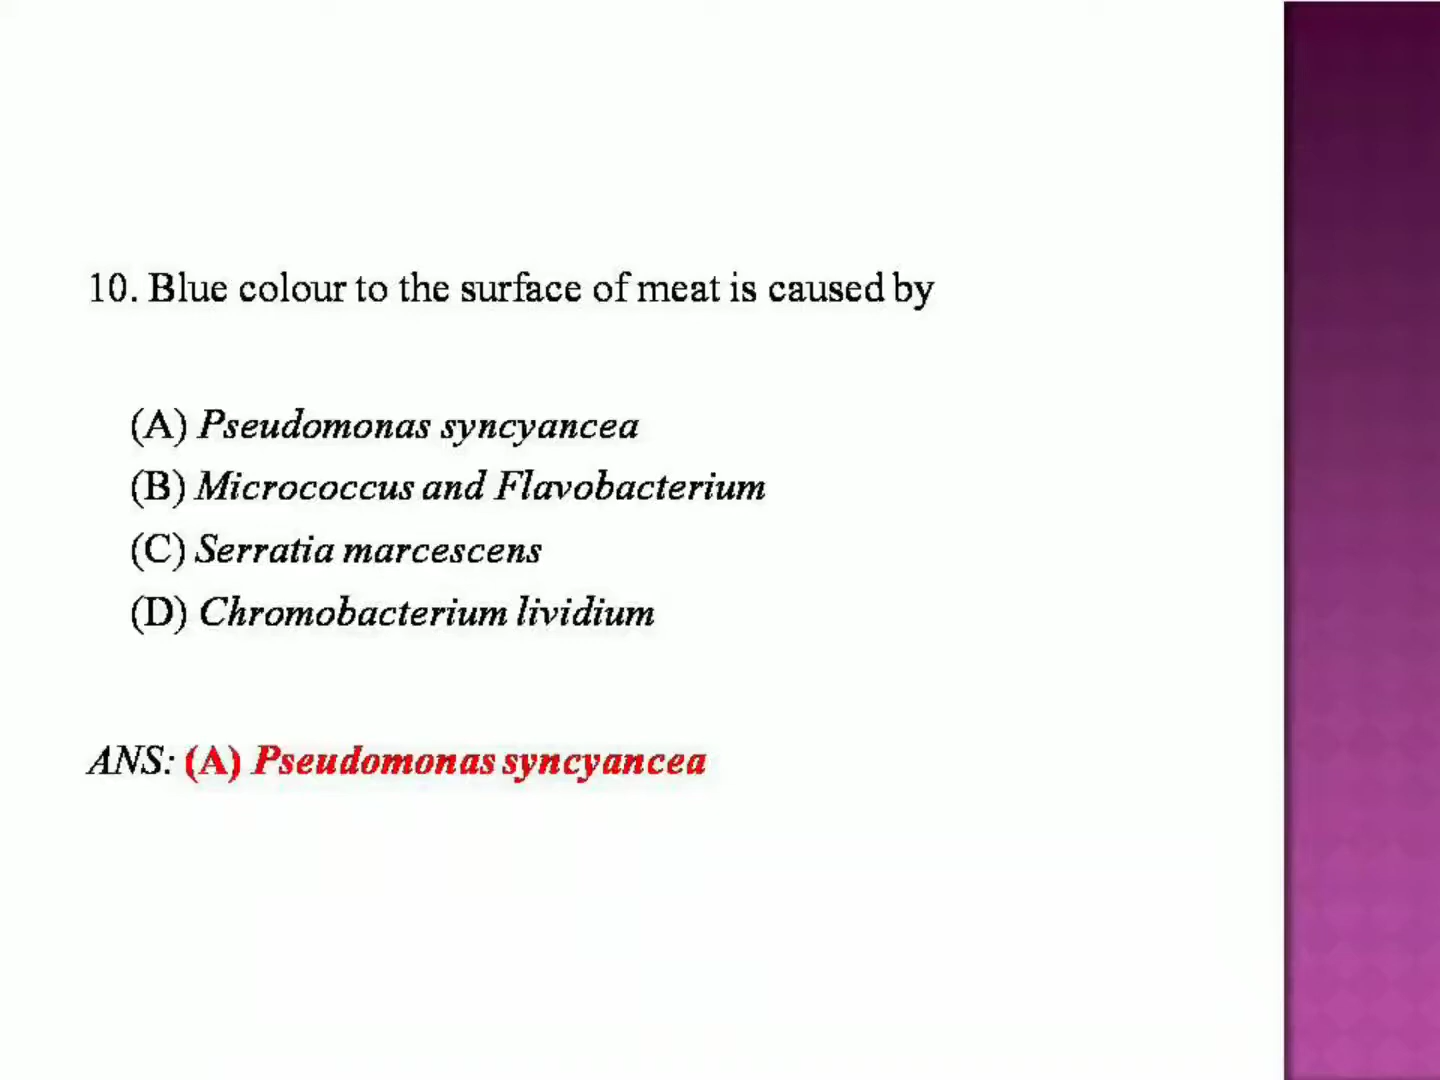 10. Blue colour to the surface of meat is caused by
(A) Pseudomonas syncyancea
(B) Micrococcus and Flavobacterium
(C) Serratia marcescens
(D) Chromobacterium lividium
ANS: (A) Pseudomonas syncyancea